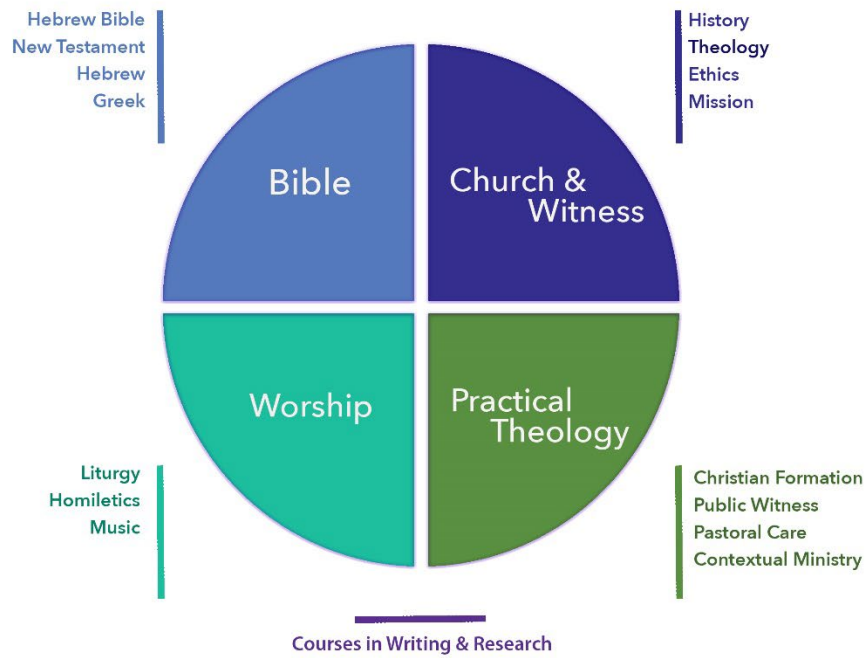 Hebrew Bible
New Testament
Hebrew
Greek
History
Theology
Ethics
Mission
Bible
Church &
Witness
Worship
Practical
Theology
Liturgy
Homiletics
Music
Christian Formation
Public Witness
Pastoral Care
Contextual Ministry
Courses in Writing & Research